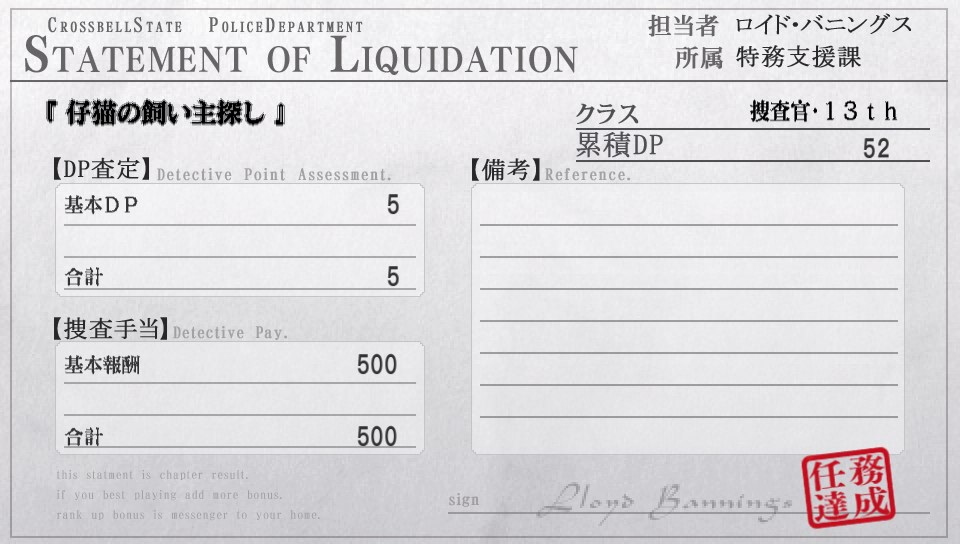 CROSSBELLSTATE POLICEDEPARTMENT
STATEMENT OF LIQUIDATION
担当者 ロイド・バニングス
所属 特務支援課
『 仔猫の飼い主探し 』
クラス 捜査官・13th
累積DP 52
【DP査定】Detective Point Assessment.
基本DP 5
合計 5
【捜査手当】Detective Pay.
基本報酬 500
合計 500
【備考】Reference.
this statment is chapter result.
if you best playing add more bonus.
rank up bonus is messenger to your home.
sign Lloyd Bannings
任務
達成